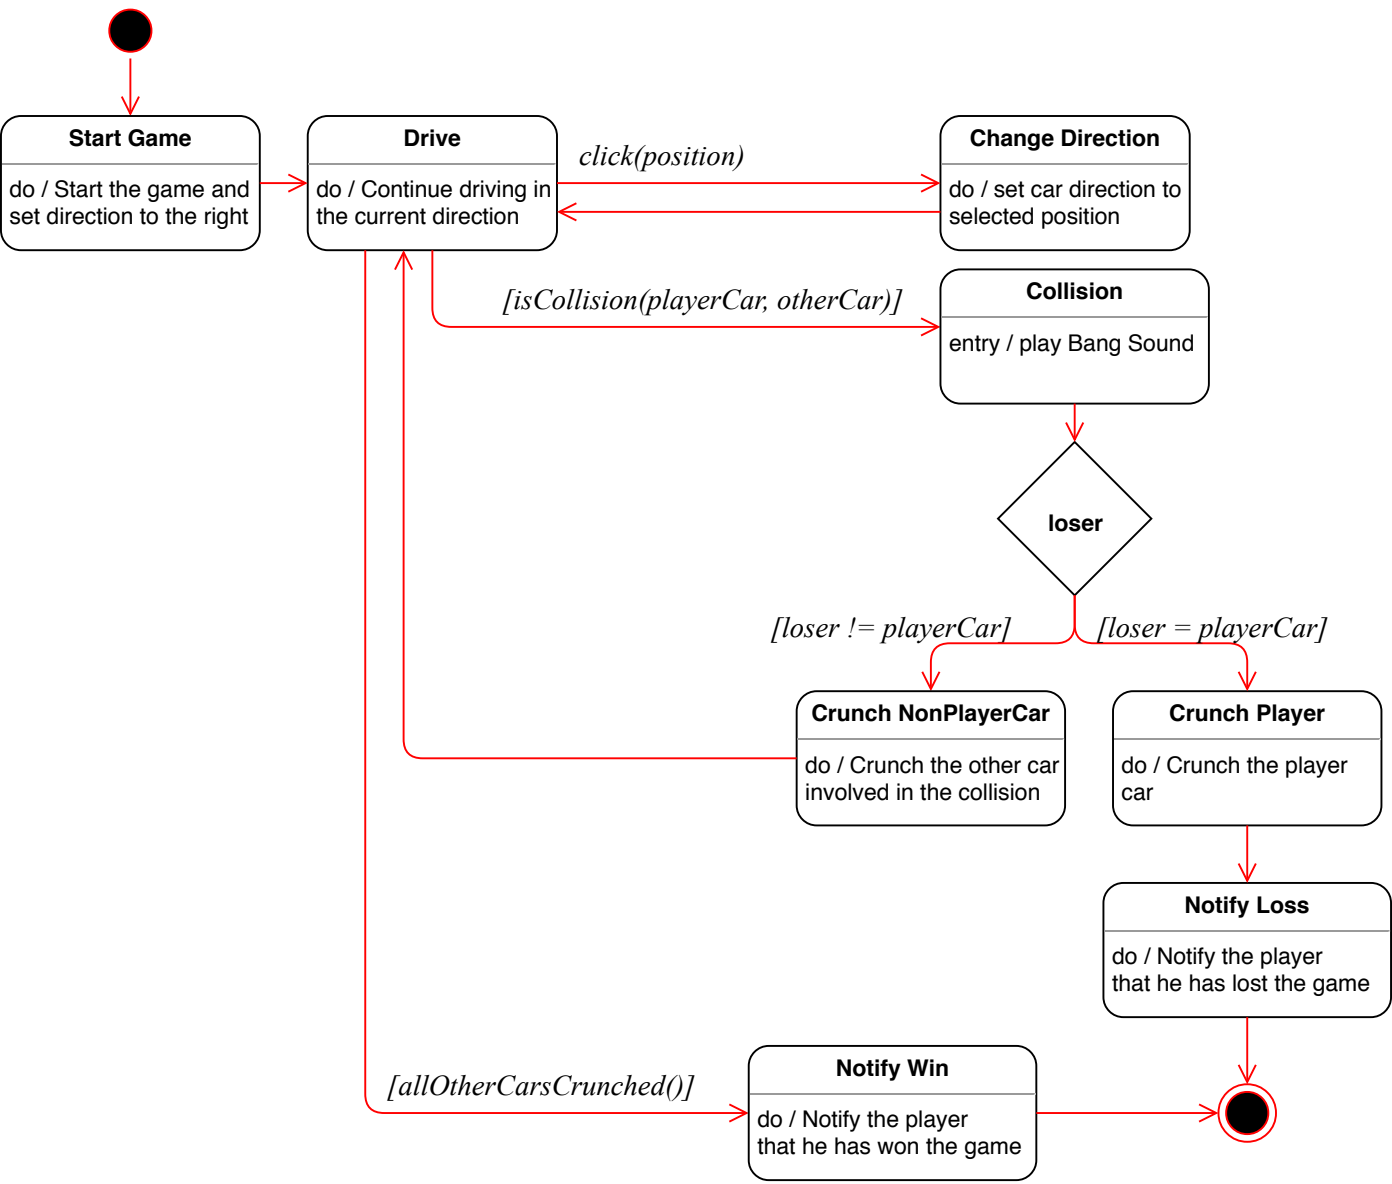 Start Game
do / Start the game and
set direction to the right
Drive
do / Continue driving in
the current direction
click(position)
Change Direction
do / set car direction to
selected position
[isCollision(playerCar, otherCar)]
Collision
entry / play Bang Sound
loser
[loser != playerCar]
[loser = playerCar]
Crunch NonPlayerCar
do / Crunch the other car
involved in the collision
Crunch Player
do / Crunch the player
car
Notify Loss
do / Notify the player
that he has lost the game
[allOtherCarsCrunched()]
Notify Win
do / Notify the player
that he has won the game